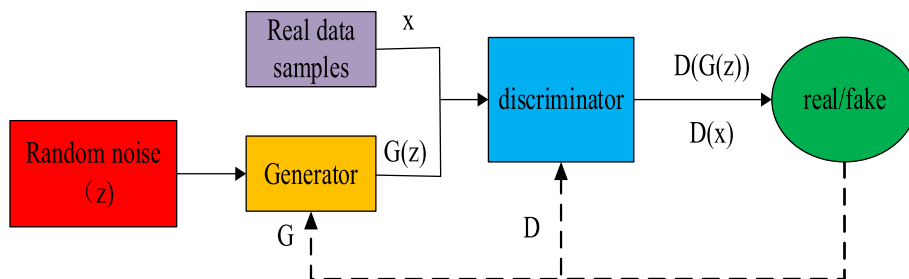 Real data
samples
x
Random noise
（z）
Generator
G(z)
discriminator
D(G(z))
D(x)
real/fake
G
D